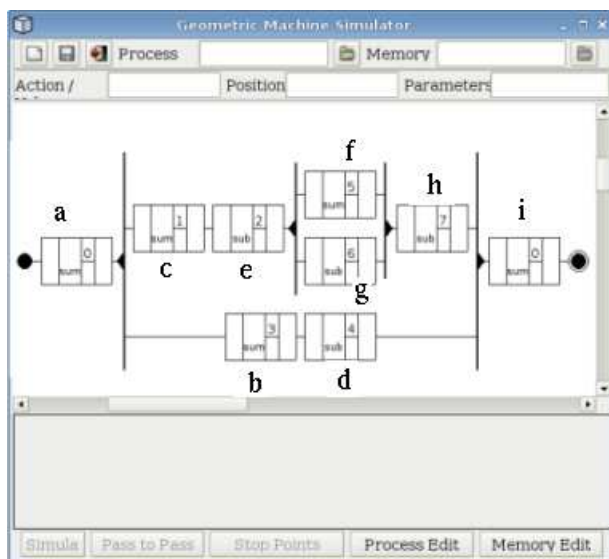 Geometric Machine Simulator
Process Memory
Action / Position Parameters
f
5
sum
a h i
1 2 7
sum sub sub
0 0
sum sum
c e
6
sub
g
3 4
sum sub
b d
Simula Pass to Pass Stop Points Process Edit Memory Edit